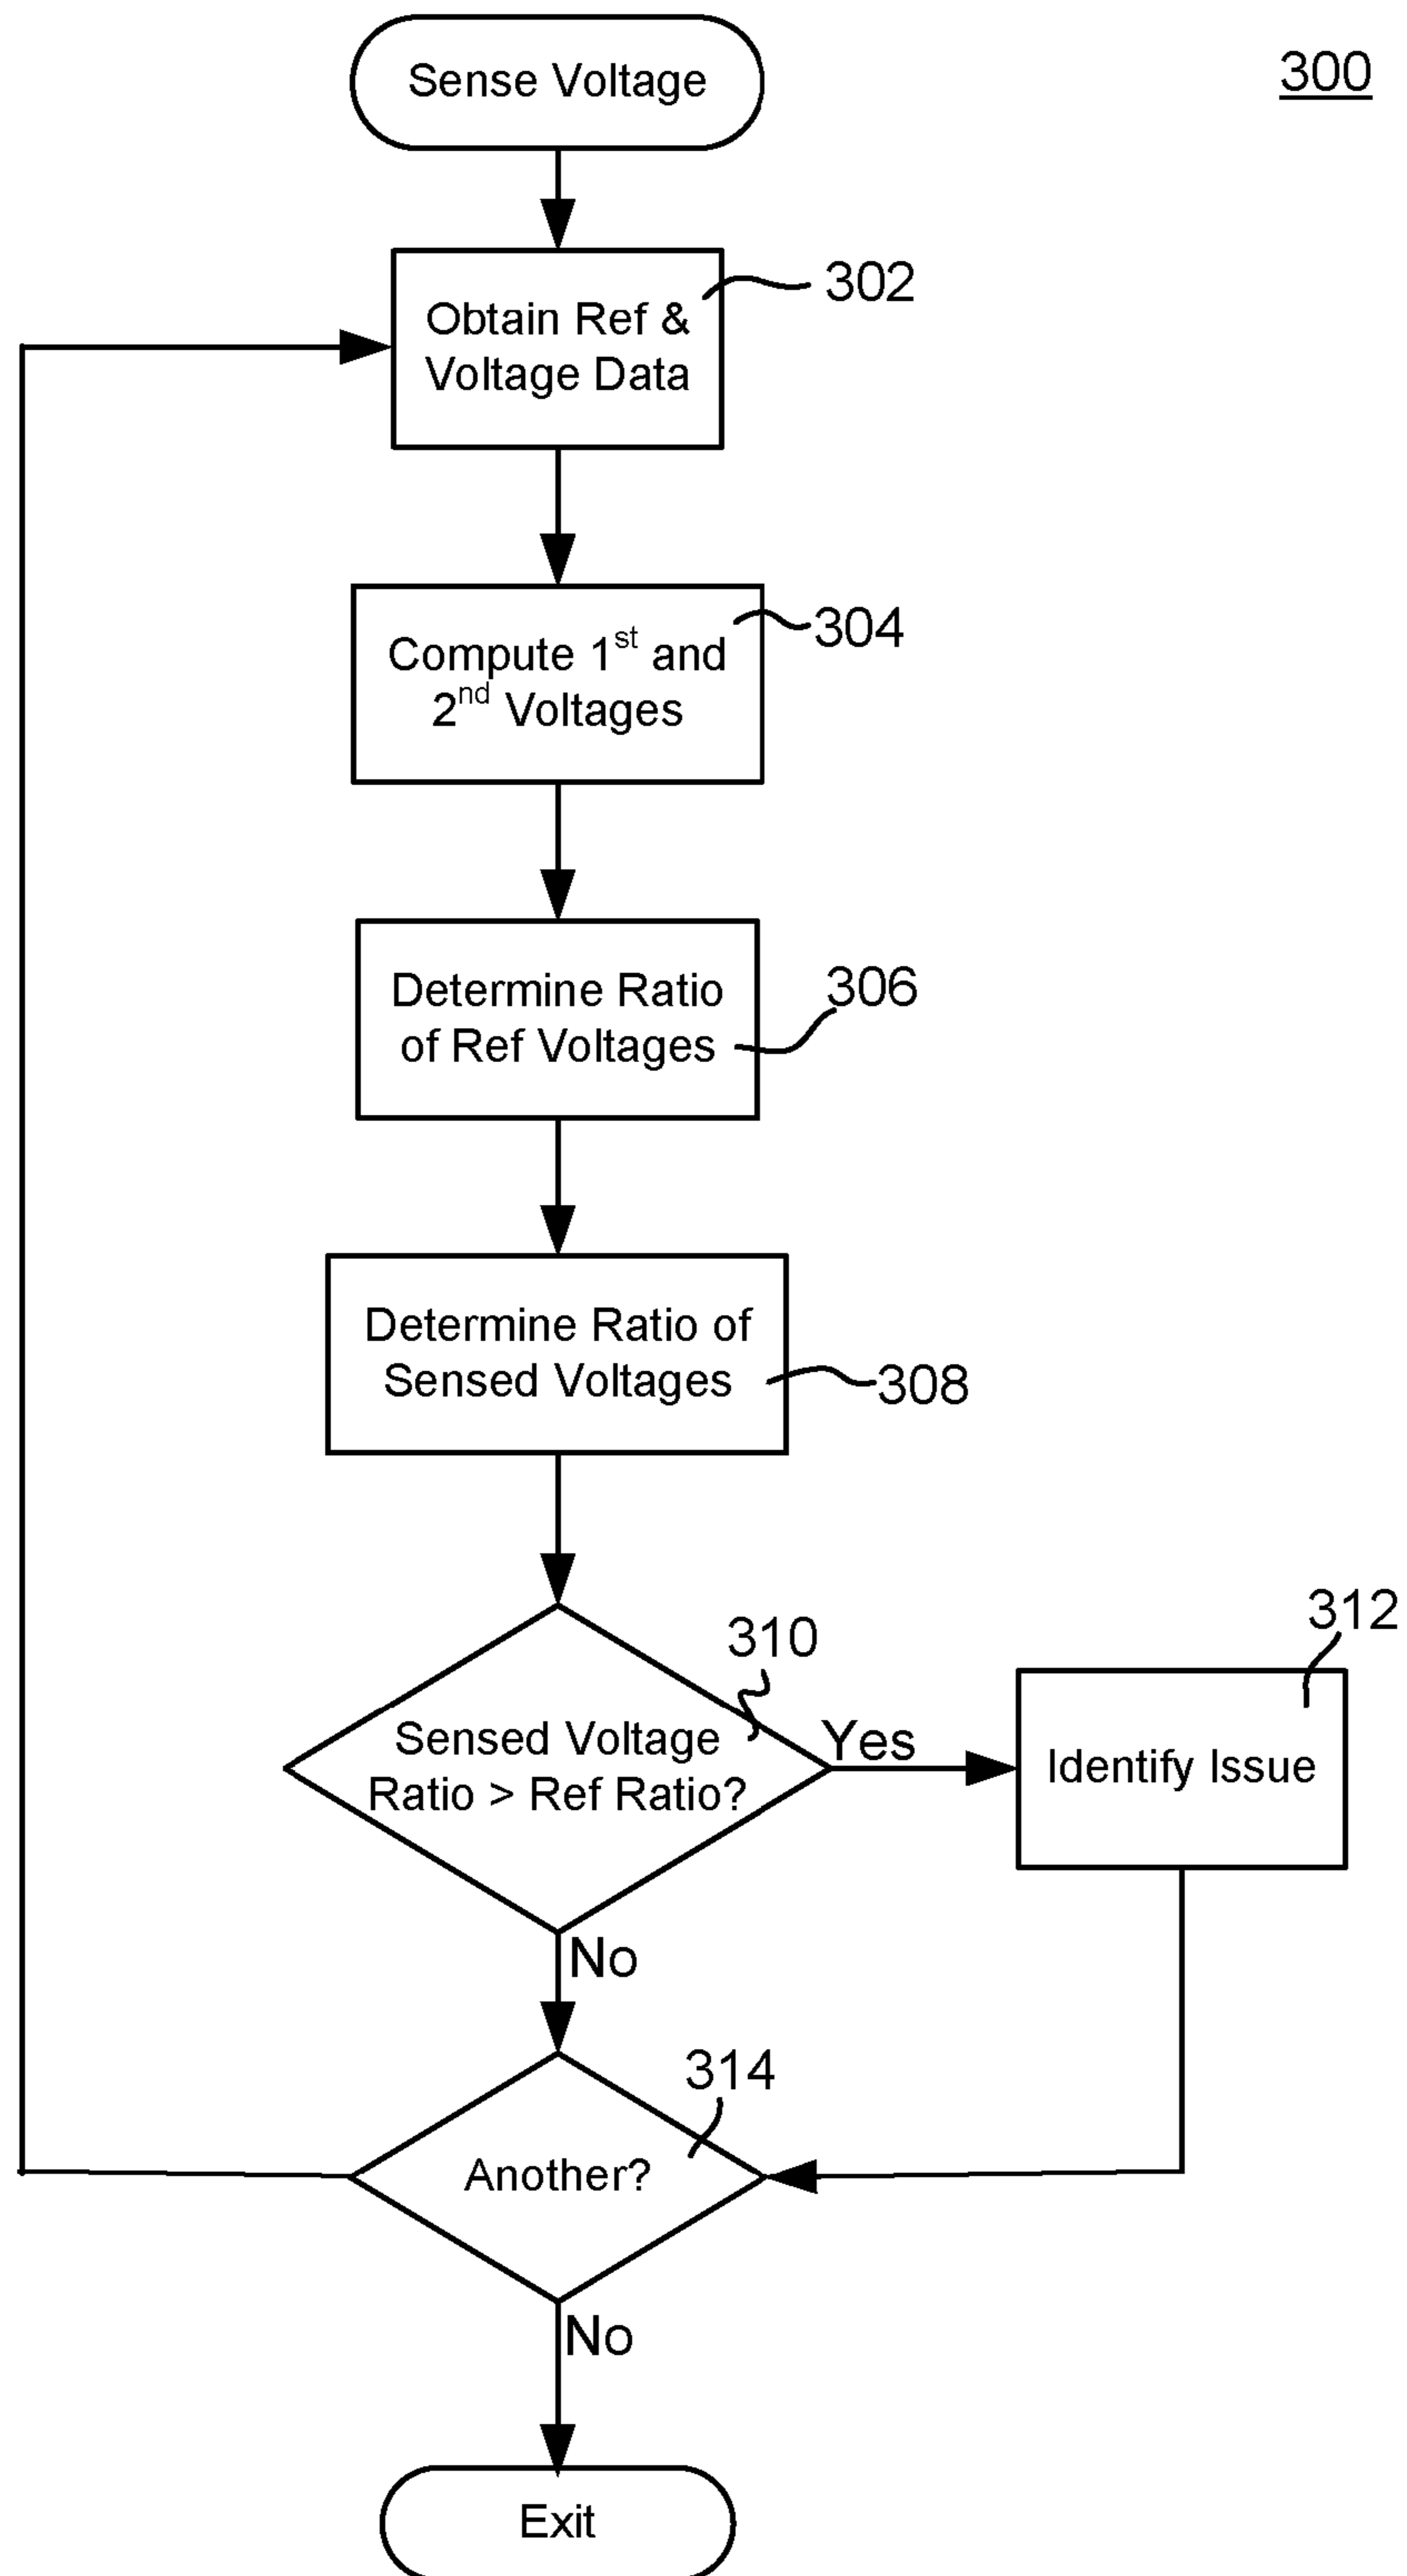 Sense Voltage
300
Obtain Ref &
Voltage Data
302
Compute 1st and
2nd Voltages
304
Determine Ratio
of Ref Voltages
306
Determine Ratio of
Sensed Voltages
308
310
Sensed Voltage
Ratio > Ref Ratio?
Yes
312
Identify Issue
No
314
Another?
No
Exit